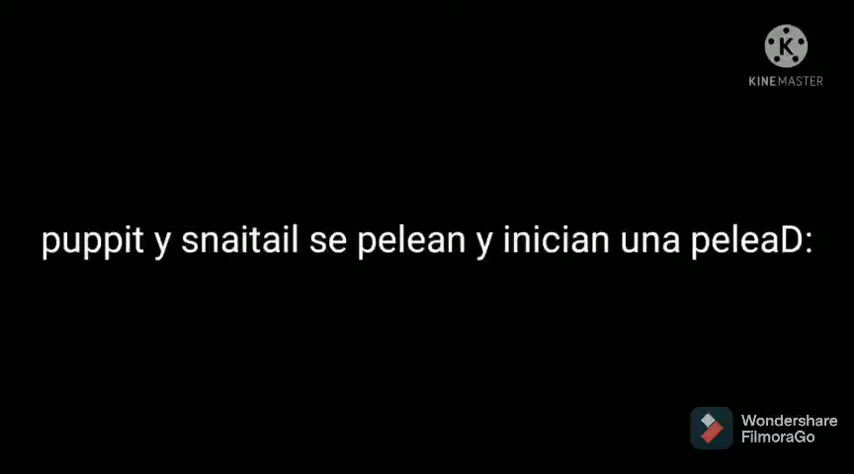 KINEMASTER
puppit y snaitail se pelean y inician una peleaD:
Wondershare
FilmoraGo